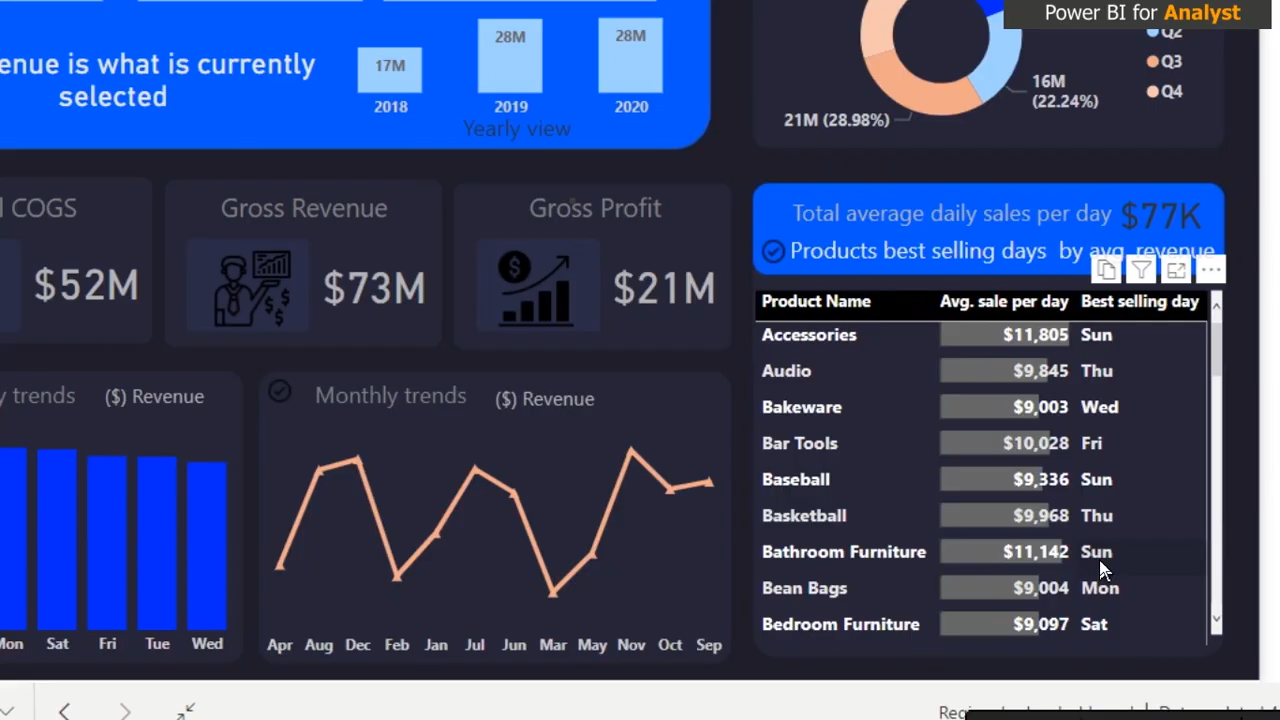 Power BI for Analyst
enue is what is currently
selected
17M
28M
28M
2018
2019
2020
Yearly view
16M
(22.24%)
21M (28.98%)
Q2
Q3
Q4
COGS
$52M
Gross Revenue
$73M
Gross Profit
$21M
Total average daily sales per day $77K
Products best selling days by avg. revenue
Product Name Avg. sale per day Best selling day
Accessories $11,805 Sun
Audio $9,845 Thu
Bakeware $9,003 Wed
Bar Tools $10,028 Fri
Baseball $9,336 Sun
Basketball $9,968 Thu
Bathroom Furniture $11,142 Sun
Bean Bags $9,004 Mon
Bedroom Furniture $9,097 Sat
y trends ($) Revenue
Mon Sat Fri Tue Wed
Monthly trends ($) Revenue
Apr Aug Dec Feb Jan Jul Jun Mar May Nov Oct Sep